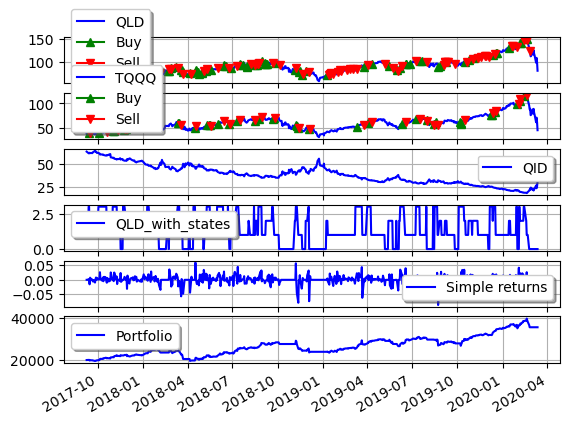 QLD
Buy
Sell
150
100
TQQQ
Buy
Sell
100
50
QID
50
25
QLD_with_states
2.5
0.0
Simple returns
0.05
0.00
−0.05
Portfolio
40000
20000
2017-10 2018-01 2018-04 2018-07 2018-10 2019-01 2019-04 2019-07 2019-10 2020-01 2020-04